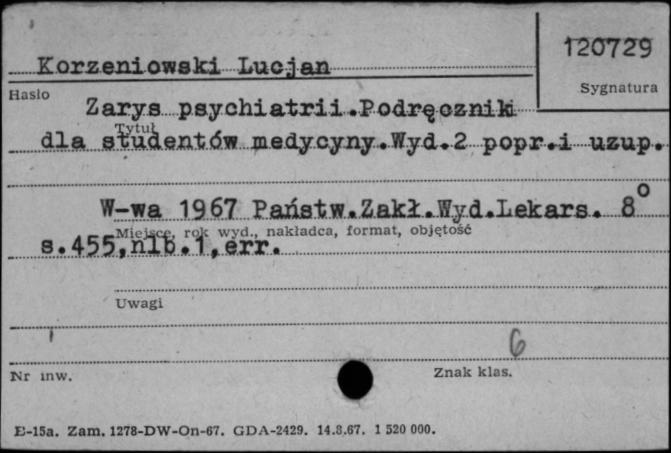 120729
Korzeniowski Lucjan
Hasło
Sygnatura
Zarys psychiatrii.Podręcznik
Tytuł
dla studentów medycyny.Wyd.2 popr.i uzup.
W-wa 1967 Państw.Zakł.Wyd.Lekars. 8°
Miejsce, rok wyd., nakładca, format, objętość
s.455,nlb.1,err.
Uwagi
6
Nr inw.
Znak klas.
E-15a. Zam. 1278-DW-On-67. GDA-2429. 14.8.67. 1 520 000.